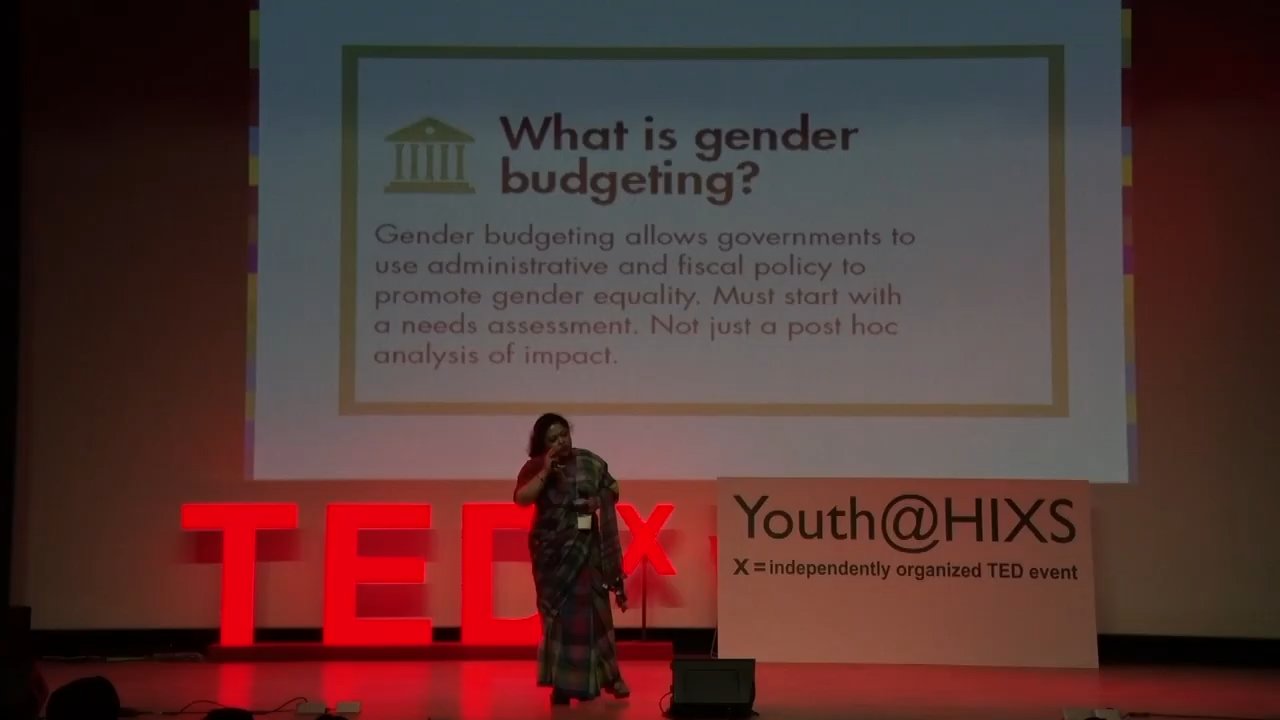 What is gender
budgeting?
Gender budgeting allows governments to
use administrative and fiscal policy to
promote gender equality. Must start with
a needs assessment. Not just a post hoc
analysis of impact.
TEDx
Youth@HIXS
X = independently organized TED event